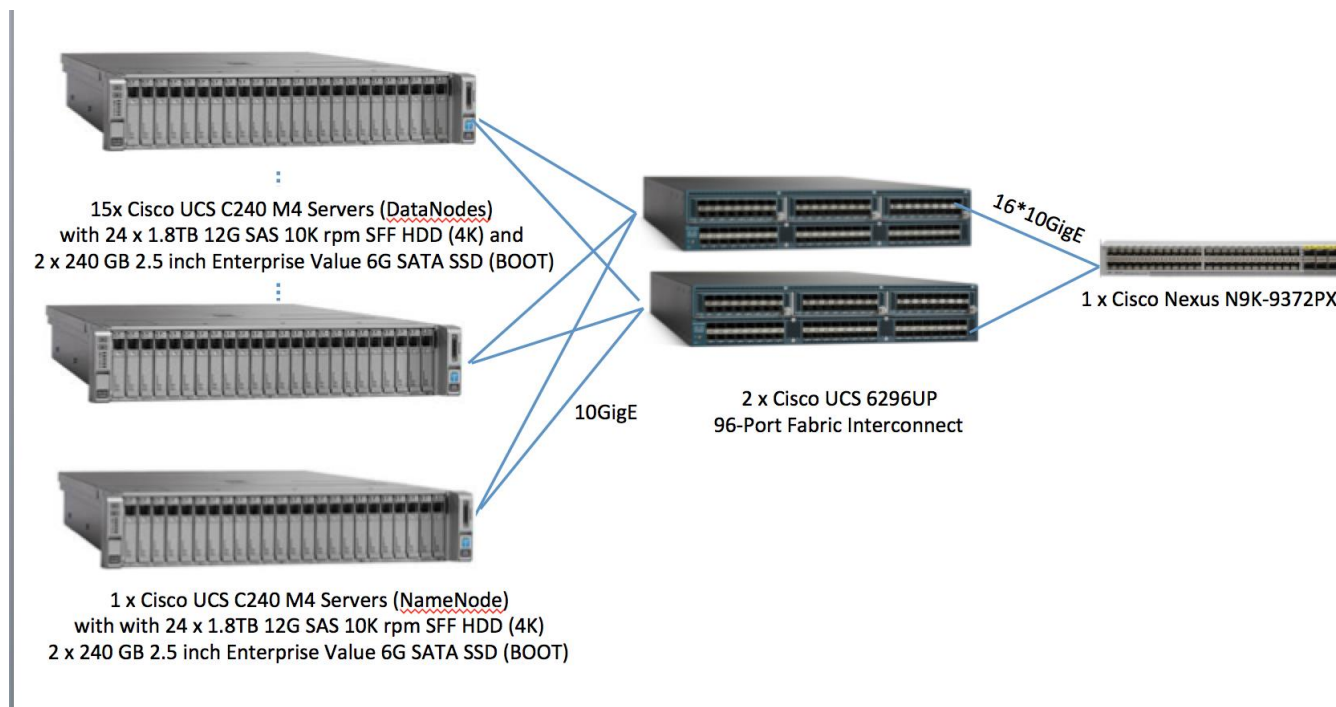 15x Cisco UCS C240 M4 Servers (DataNodes)
with 24 x 1.8TB 12G SAS 10K rpm SFF HDD (4K) and
2 x 240 GB 2.5 inch Enterprise Value 6G SATA SSD (BOOT)
16*10GigE
1 x Cisco Nexus N9K-9372PX
2 x Cisco UCS 6296UP
96-Port Fabric Interconnect
10GigE
1 x Cisco UCS C240 M4 Servers (NameNode)
with with 24 x 1.8TB 12G SAS 10K rpm SFF HDD (4K)
2 x 240 GB 2.5 inch Enterprise Value 6G SATA SSD (BOOT)